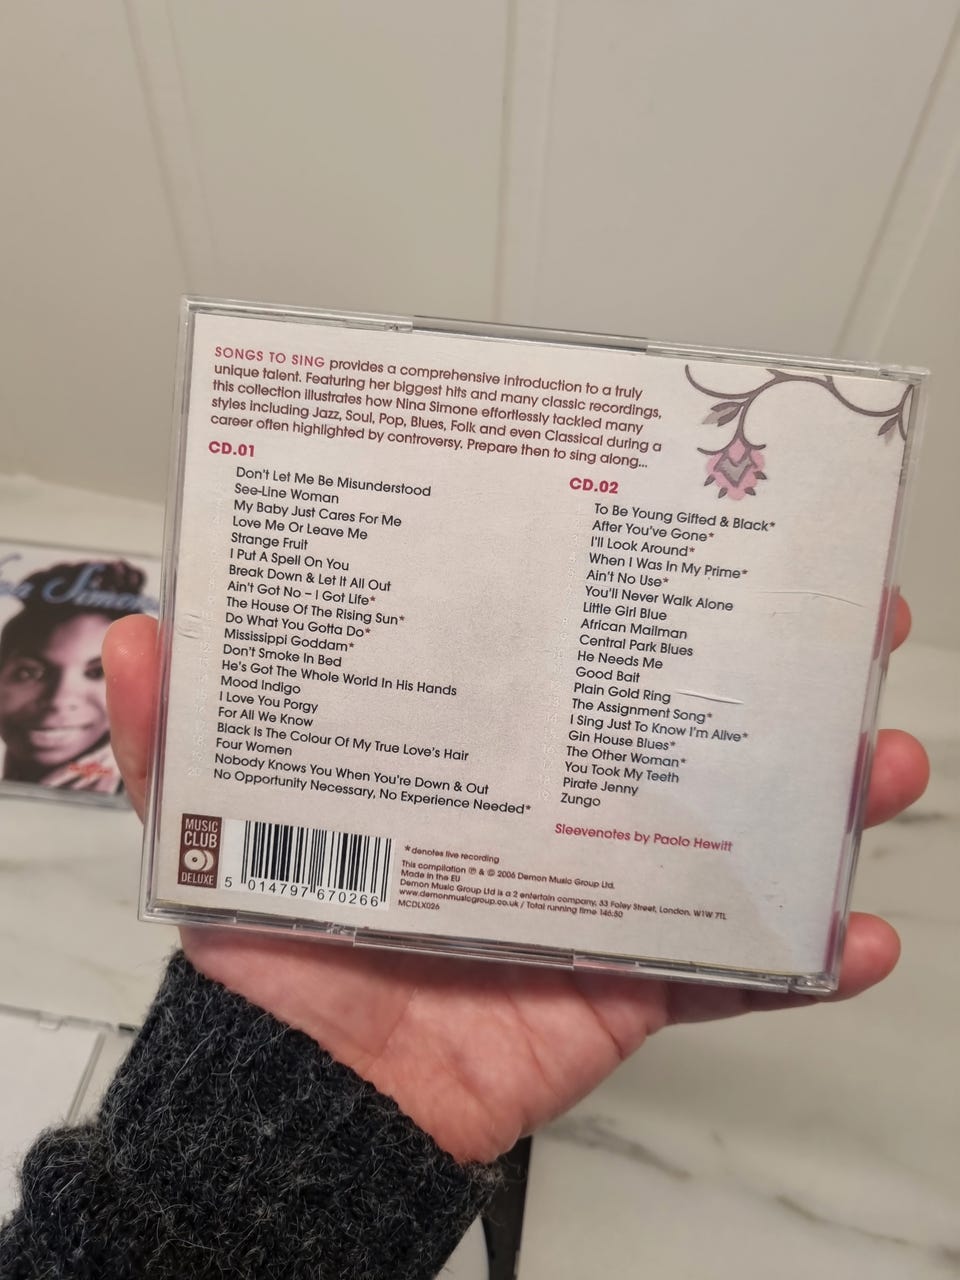 SONGS TO SING provides a comprehensive introduction to a truly
unique talent. Featuring her biggest hits and many classic recordings,
this collection illustrates how Nina Simone effortlessly tackled many
styles including Jazz, Soul, Pop, Blues, Folk and even Classical during a
career often highlighted by controversy. Prepare then to sing along...
CD.01
Don't Let Me Be Misunderstood
See-Line Woman
My Baby Just Cares For Me
Love Me Or Leave Me
Strange Fruit
I Put A Spell On You
Break Down & Let It All Out
Ain't Got No – I Got Life*
The House Of The Rising Sun*
Do What You Gotta Do*
Mississippi Goddam*
Don't Smoke In Bed
He's Got The Whole World In His Hands
Mood Indigo
I Love You Porgy
For All We Know
Black Is The Colour Of My True Love's Hair
Four Women
Nobody Knows You When You're Down & Out
20 No Opportunity Necessary, No Experience Needed*
CD.02
To Be Young Gifted & Black*
After You've Gone*
I'll Look Around*
When I Was In My Prime*
Ain't No Use*
You'll Never Walk Alone
Little Girl Blue
African Mailman
Central Park Blues
He Needs Me
Good Bait
Plain Gold Ring
The Assignment Song*
I Sing Just To Know I'm Alive*
Gin House Blues*
The Other Woman*
You Took My Teeth
Pirate Jenny
Zungo
Sleevenotes by Paolo Hewitt
MUSIC
CLUB
DELUXE
5 014797 670266
*denotes live recording
This compilation ℗ & © 2006 Demon Music Group Ltd.
Made in the EU
Demon Music Group Ltd is a 2 entertain company, 33 Foley Street, London. W1W 7TL
www.demonmusicgroup.co.uk / Total running time 146:50
MCDLX026
Simone